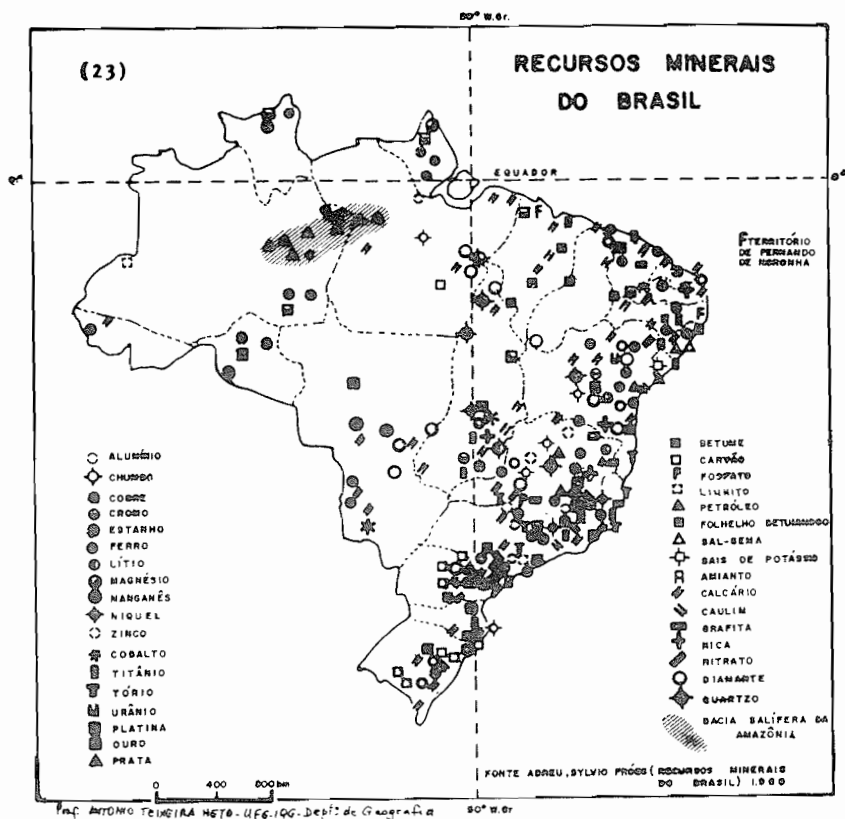 50° W.Gr.
(23)
RECURSOS MINERAIS
DO BRASIL
EQUADOR
0°
0°
F
F TERRITÓRIO
DE FERNANDO
DE NORONHA
F
ALUMÍNIO
CHUMBO
COBRE
CROMO
ESTANHO
FERRO
LÍTIO
MAGNÉSIO
MANGANÊS
NIQUEL
ZINCO
COBALTO
TITÂNIO
TÓRIO
URÂNIO
PLATINA
OURO
PRATA
BETUME
CARVÃO
F FOSFATO
LINHITO
PETRÓLEO
FOLHELHO BETUMINOSO
SAL-GEMA
SAIS DE POTÁSSIO
AMIANTO
CALCÁRIO
CAULIM
GRAFITA
MICA
NITRATO
DIAMANTE
QUARTZO
BACIA SALÍFERA DA
AMAZÔNIA
0 400 800 km
FONTE ABREU, SYLVIO FRÓES (RECURSOS MINERAIS
DO BRASIL) 1.960
Prof. ANTONIO TEIXEIRA NETO - UFG-IQG-Deptº de Geografia
50° W.Gr